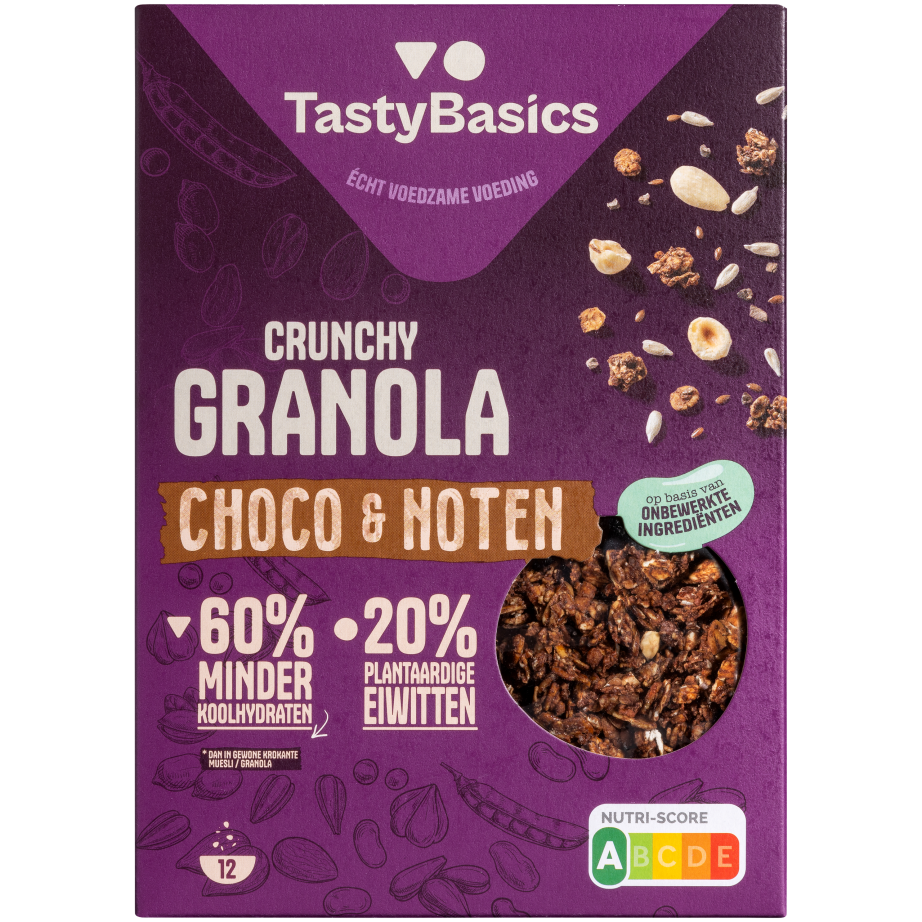 TastyBasics
ÉCHT VOEDZAME VOEDING
CRUNCHY
GRANOLA
CHOCO & NOTEN
op basis van
ONBEWERKTE
INGREDIËNTEN
60%
MINDER
KOOLHYDRATEN
* DAN IN GEWONE KROKANTE
MUESLI / GRANOLA
20%
PLANTAARDIGE
EIWITTEN
12
NUTRI-SCORE
A B C D E